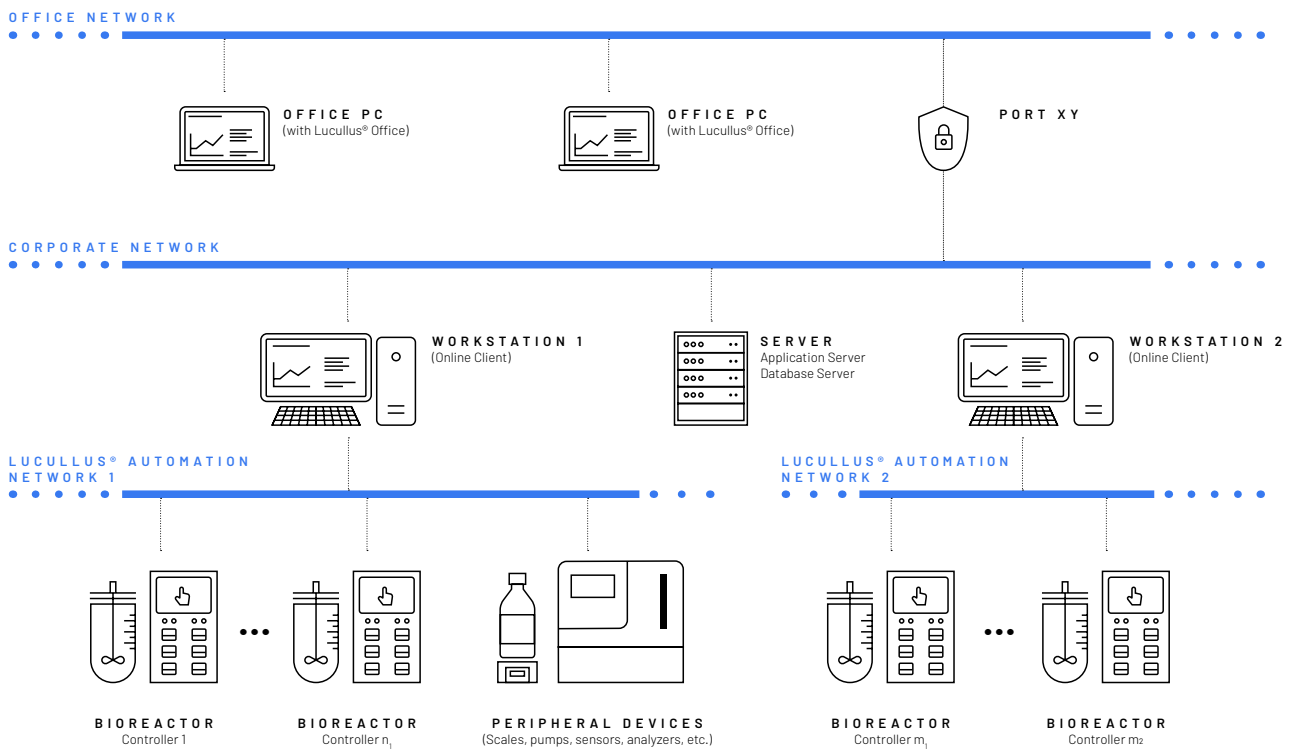 OFFICE NETWORK
OFFICE PC
(with Lucullus® Office)
OFFICE PC
(with Lucullus® Office)
PORT XY
CORPORATE NETWORK
WORKSTATION 1
(Online Client)
SERVER
Application Server
Database Server
WORKSTATION 2
(Online Client)
LUCULLUS® AUTOMATION
NETWORK 1
LUCULLUS® AUTOMATION
NETWORK 2
BIOREACTOR
Controller 1
BIOREACTOR
Controller n₁
PERIPHERAL DEVICES
(Scales, pumps, sensors, analyzers, etc.)
BIOREACTOR
Controller m₁
BIOREACTOR
Controller m₂